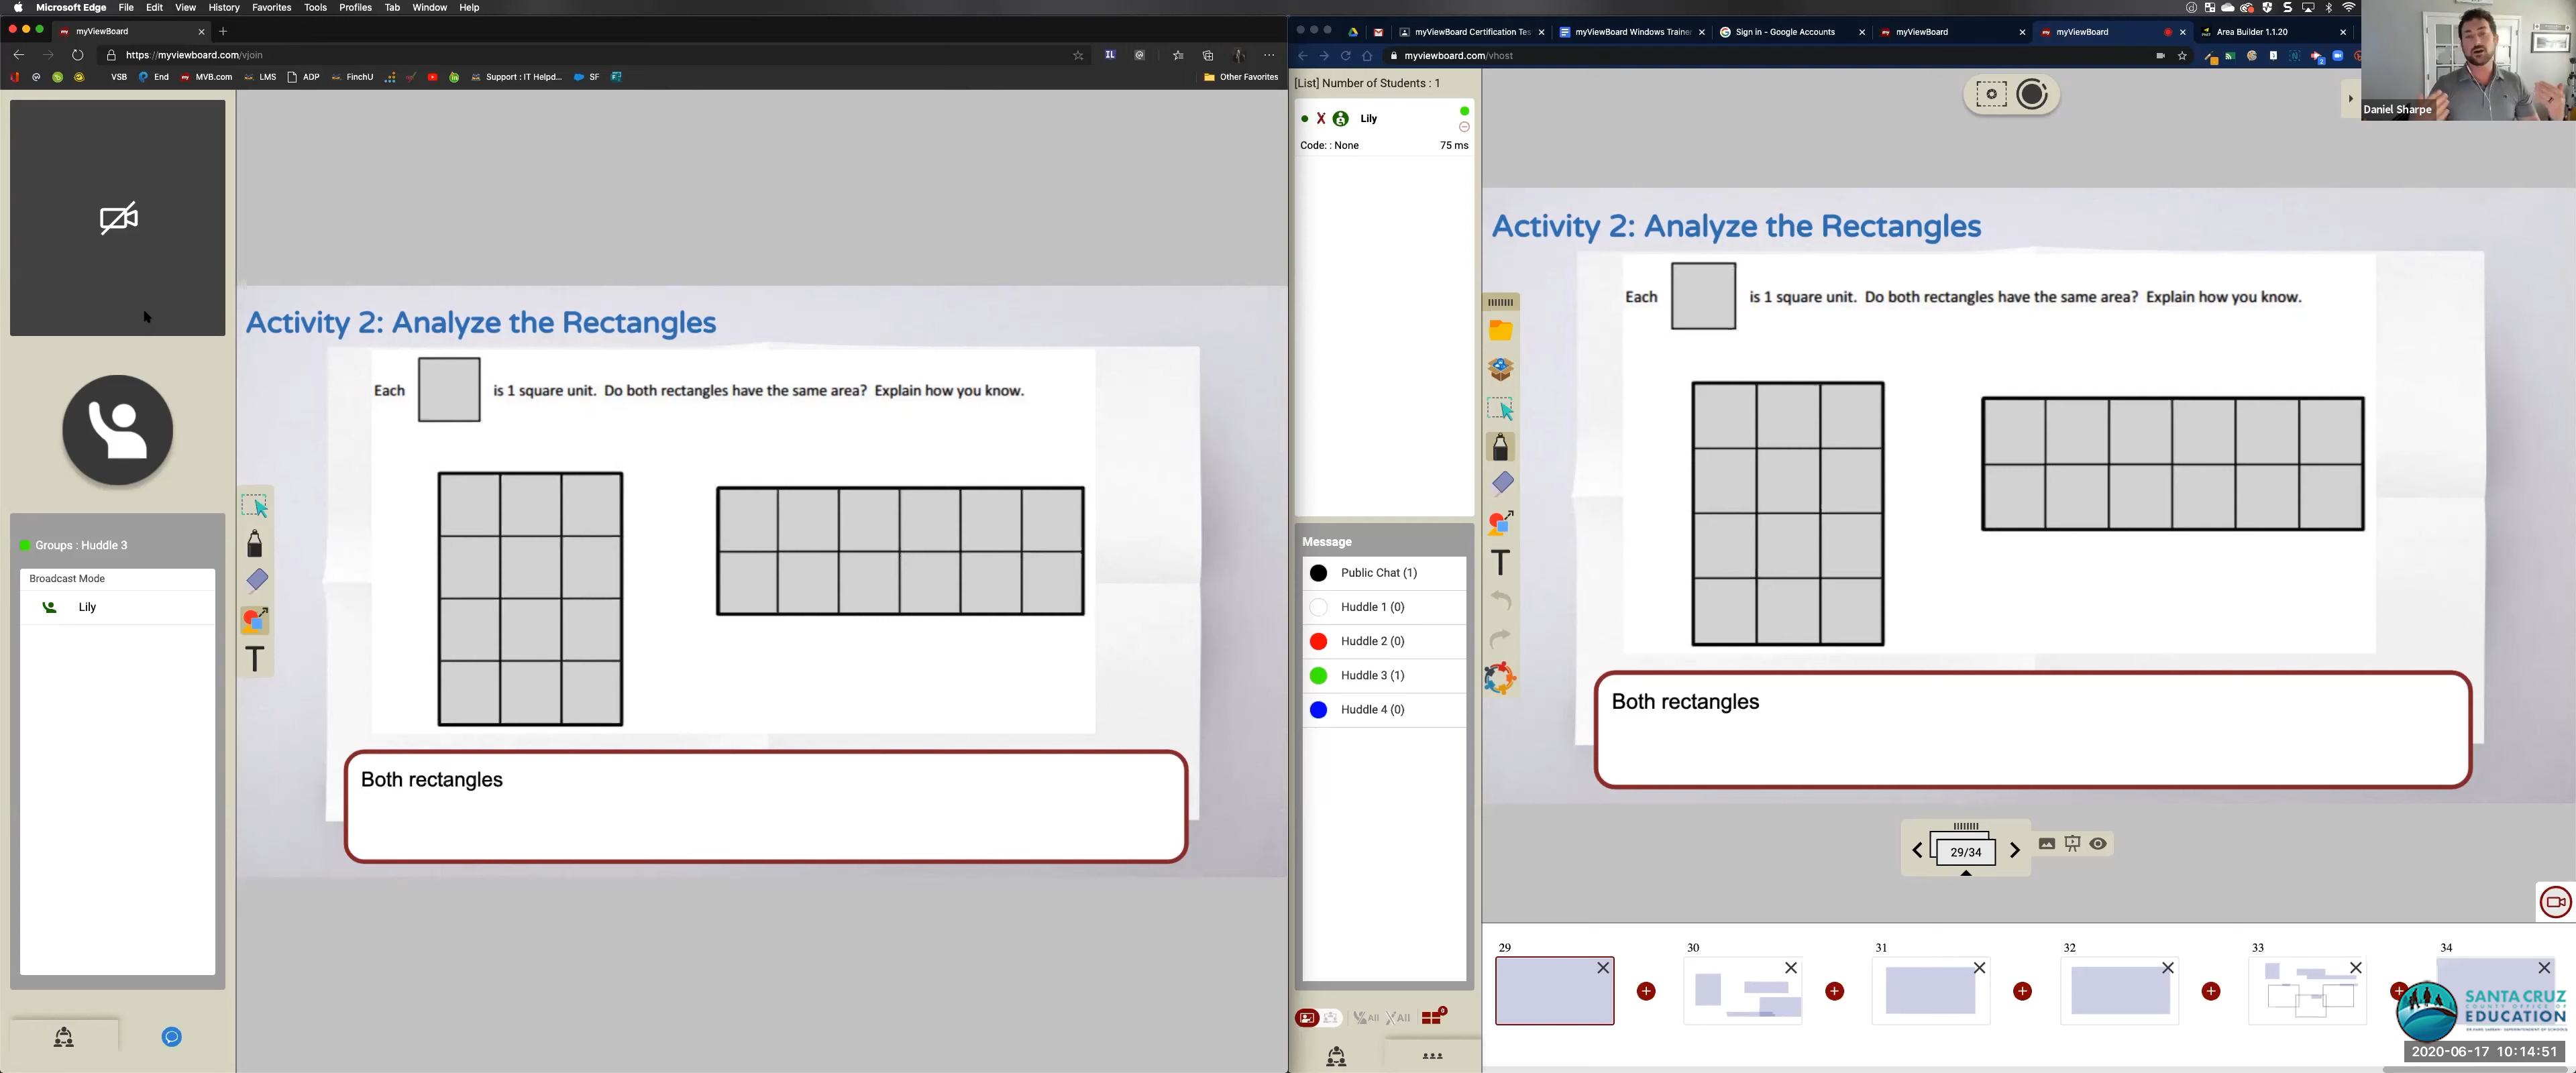 Microsoft Edge File Edit View History Favorites Tools Profiles Tab Window Help
myViewBoard
https://myviewboard.com/vjoin
VSB End MVB.com LMS ADP FinchU Support : IT Helpd... SF Other Favorites
Activity 2: Analyze the Rectangles
Each is 1 square unit. Do both rectangles have the same area? Explain how you know.
Both rectangles
Groups : Huddle 3
Broadcast Mode
Lily
T
myViewBoard Certification Tes
myViewBoard Windows Trainer
Sign in - Google Accounts
myViewBoard
myViewBoard
Area Builder 1.1.20
myviewboard.com/vhost
[List] Number of Students : 1
X Lily
Code: : None 75 ms
Message
Public Chat (1)
Huddle 1 (0)
Huddle 2 (0)
Huddle 3 (1)
Huddle 4 (0)
All All
Daniel Sharpe
Activity 2: Analyze the Rectangles
Each is 1 square unit. Do both rectangles have the same area? Explain how you know.
T
Both rectangles
29/34
29 30 31 32 33 34
SANTA CRUZ
COUNTY OFFICE OF
EDUCATION
2020-06-17 10:14:51